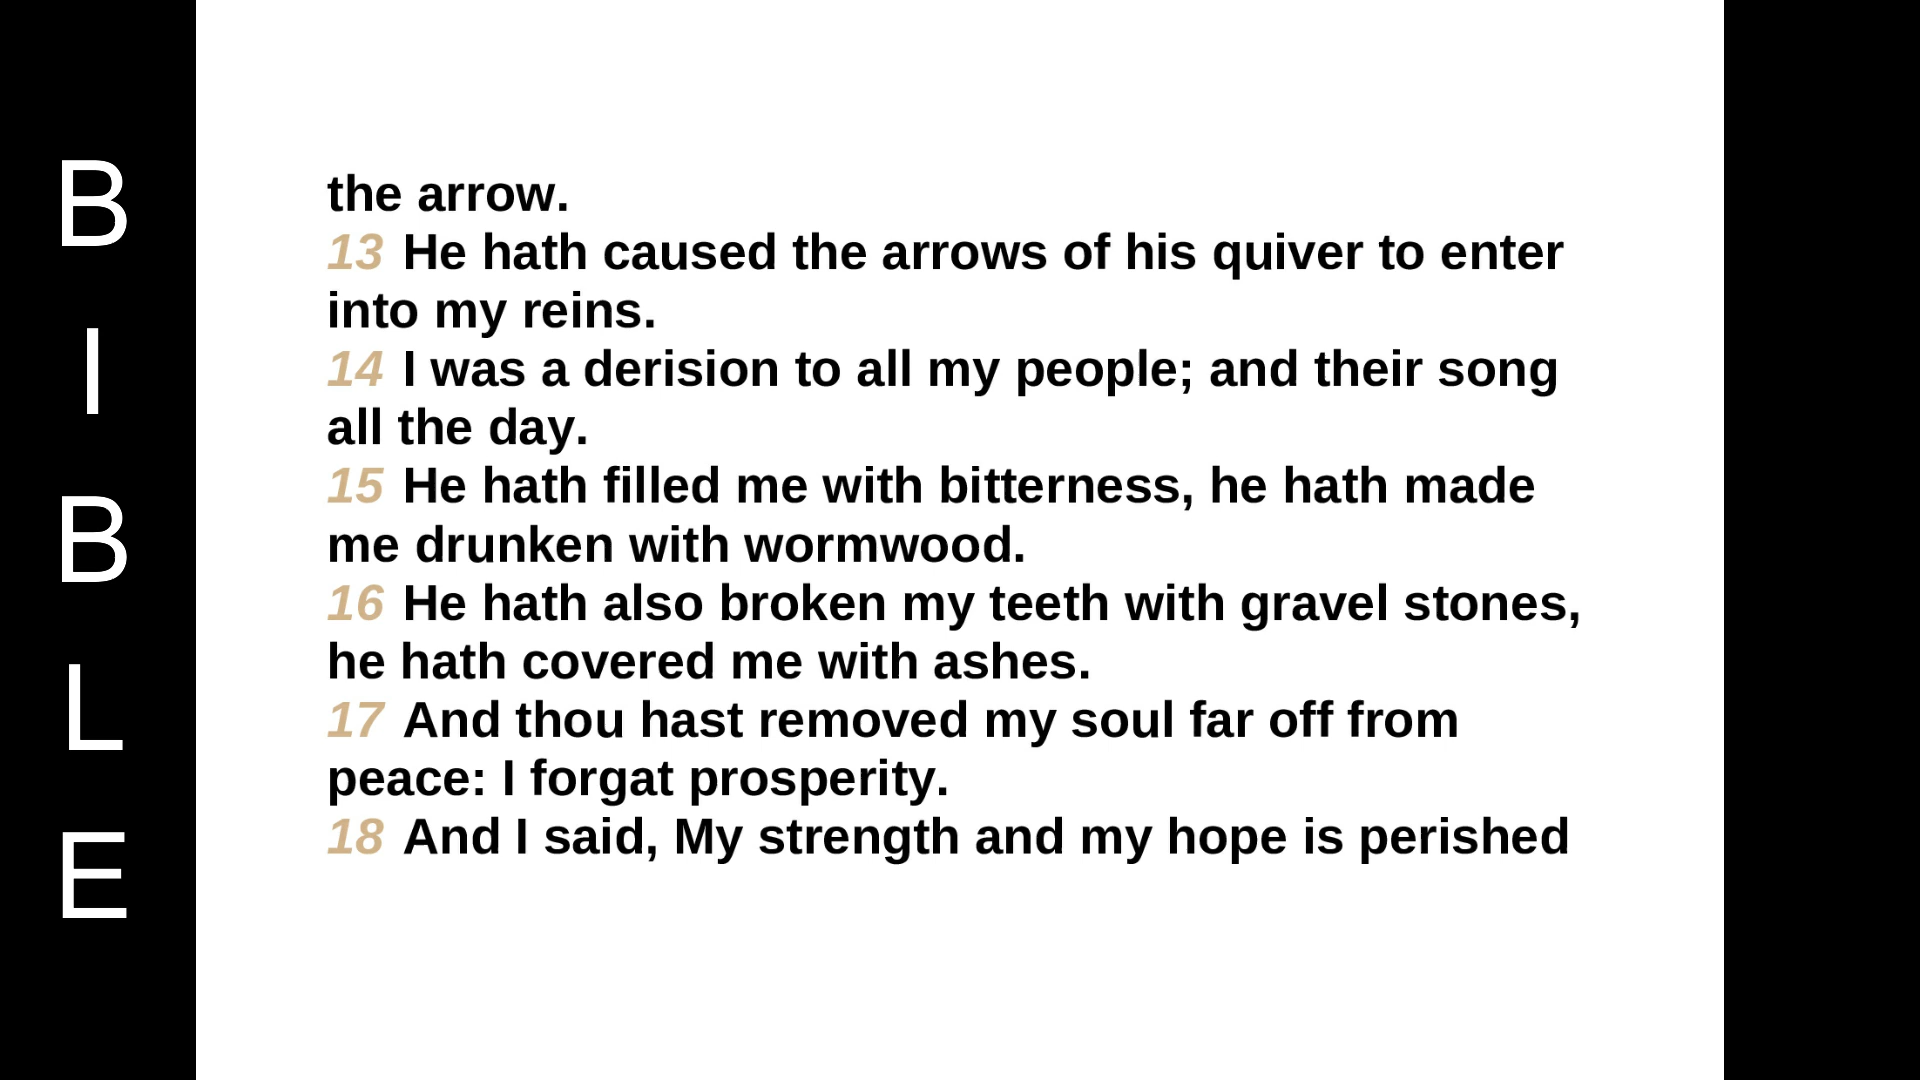 BIBLE
the arrow.
13 He hath caused the arrows of his quiver to enter
into my reins.
14 I was a derision to all my people; and their song
all the day.
15 He hath filled me with bitterness, he hath made
me drunken with wormwood.
16 He hath also broken my teeth with gravel stones,
he hath covered me with ashes.
17 And thou hast removed my soul far off from
peace: I forgat prosperity.
18 And I said, My strength and my hope is perished